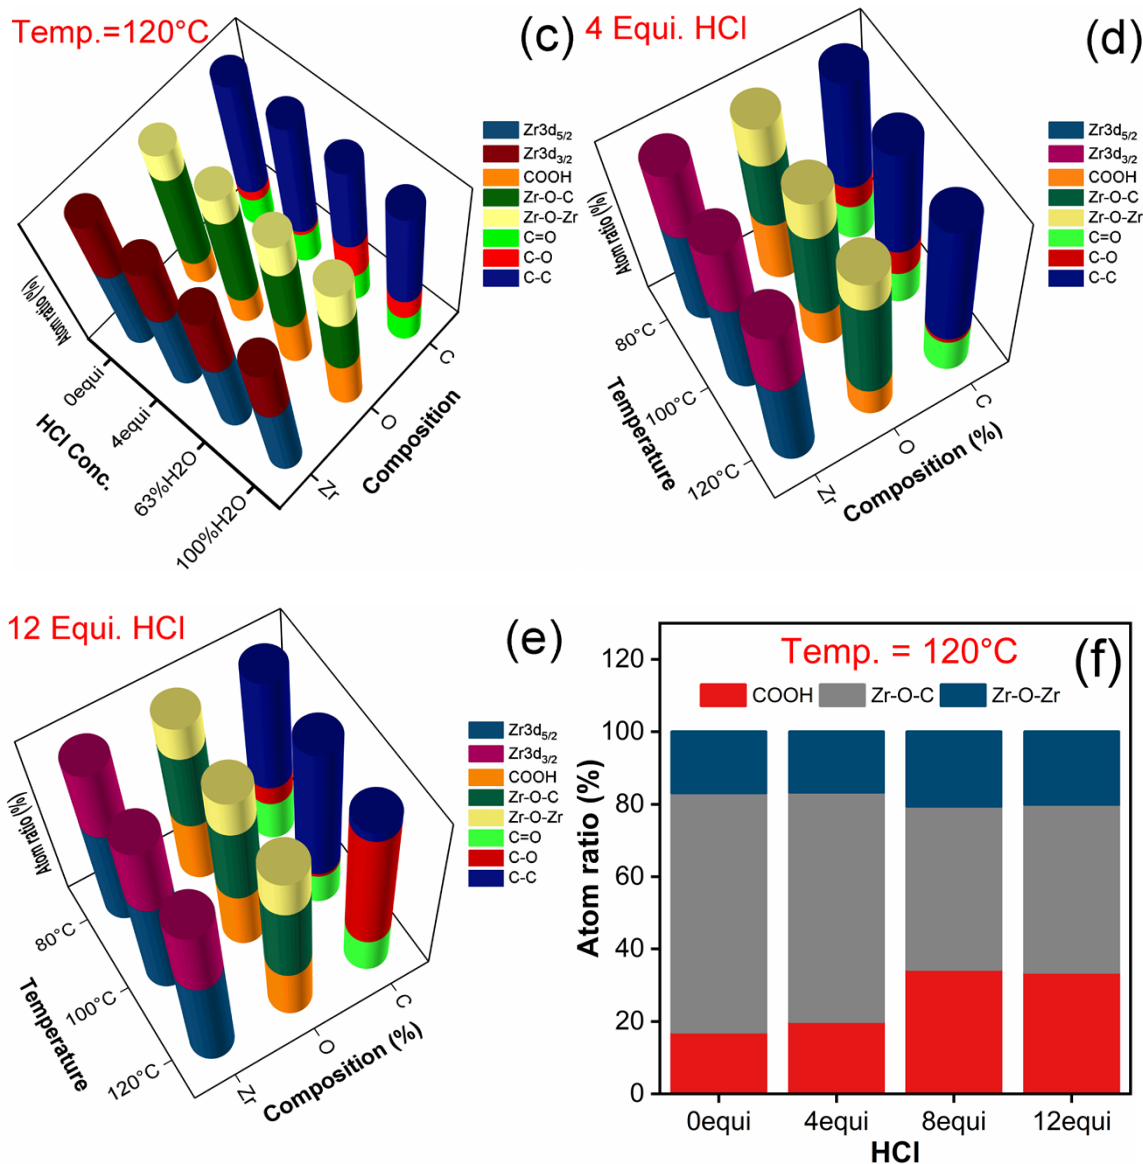 Temp.=120°C
(c)
Zr3d5/2
Zr3d3/2
COOH
Zr-O-C
Zr-O-Zr
C=O
C-O
C-C
Atom ratio (%)
0equi
4equi
63%H2O
100%H2O
HCl Conc.
Zr
O
C
Composition
4 Equi. HCl
(d)
Zr3d5/2
Zr3d3/2
COOH
Zr-O-C
Zr-O-Zr
C=O
C-O
C-C
Atom ratio (%)
80°C
100°C
120°C
Temperature
Zr
O
C
Composition (%)
12 Equi. HCl
(e)
Zr3d5/2
Zr3d3/2
COOH
Zr-O-C
Zr-O-Zr
C=O
C-O
C-C
Atom ratio (%)
80°C
100°C
120°C
Temperature
Zr
O
C
Composition (%)
Temp. = 120°C
(f)
COOH Zr-O-C Zr-O-Zr
Atom ratio (%)
120
100
80
60
40
20
0
0equi 4equi 8equi 12equi
HCl